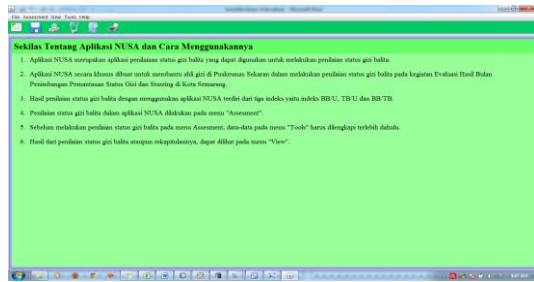 File Assessment View Tools Help
Sekilas Tentang Aplikasi NUSA dan Cara Menggunakannya
1. Aplikasi NUSA merupakan aplikasi penilaian status gizi balita yang dapat digunakan untuk melakukan penilaian status gizi balita.
2. Aplikasi NUSA secara khusus dibuat untuk membantu ahli gizi di Puskesmas Sekaran dalam melakukan penilaian status gizi balita pada kegiatan Evaluasi Hasil Bulan
Penimbangan Pemantauan Status Gizi dan Stunting di Kota Semarang.
3. Hasil penilaian status gizi balita dengan menggunakan aplikasi NUSA terdiri dari tiga indeks yaitu indeks BB/U, TB/U dan BB/TB.
4. Penilaian status gizi balita dalam aplikasi NUSA dilakukan pada menu "Assesment".
5. Sebelum melakukan penilaian status gizi balita pada menu Assesment, data-data pada menu "Tools" harus dilengkapi terlebih dahulu.
6. Hasil dari penilaian status gizi balita ataupun rekapitulasinya, dapat dilihat pada menu "View".